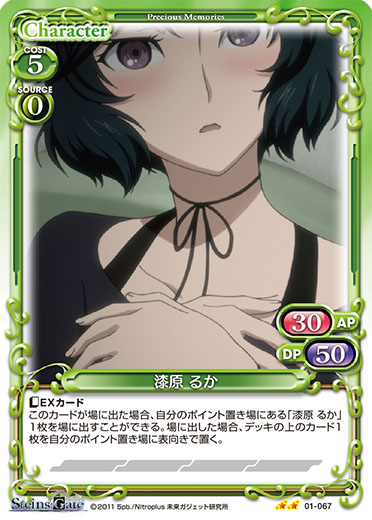 Precious Memories
Character
COST
5
SOURCE
0
30 AP
DP 50
漆原 るか
EXカード
このカードが場に出た場合、自分のポイント置き場にある「漆原 るか」
1枚を場に出すことができる。場に出した場合、デッキの上のカード1
枚を自分のポイント置き場に表向きで置く。
Steins;Gate
©2011 5pb./Nitroplus 未来ガジェット研究所
01-067